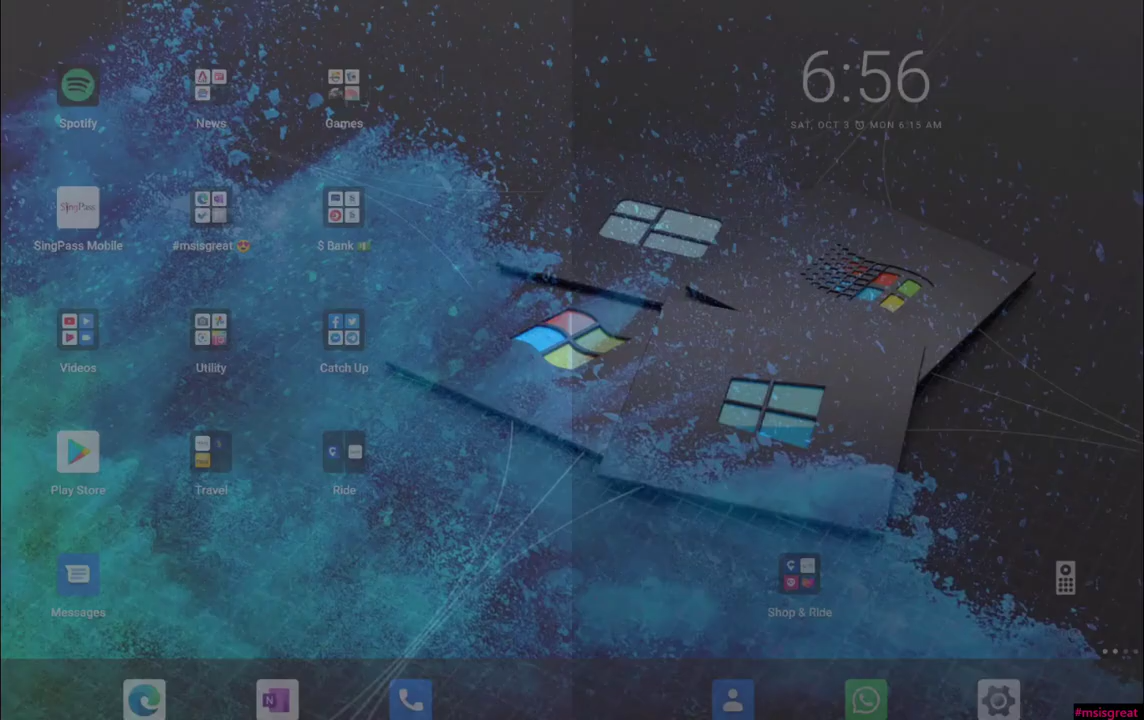 6:56
SAT, OCT 3 MON 6:15 AM
Spotify
News
Games
SingPass
SingPass Mobile
#msisgreat 😍
$ Bank 💵
Videos
Utility
Catch Up
Play Store
Travel
Ride
Messages
Shop & Ride
#msisgreat